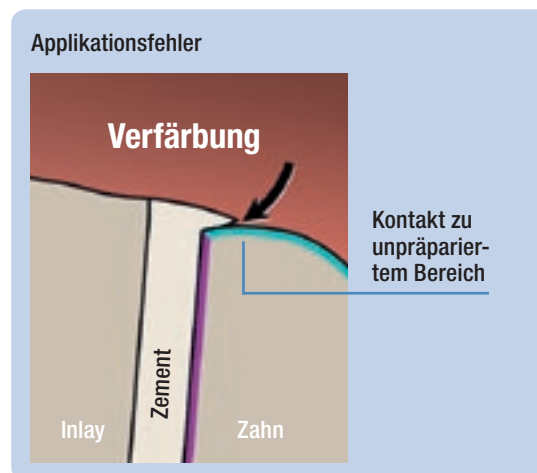 Applikationsfehler
Verfärbung
Kontakt zu
unpräparier-
tem Bereich
Inlay
Zement
Zahn